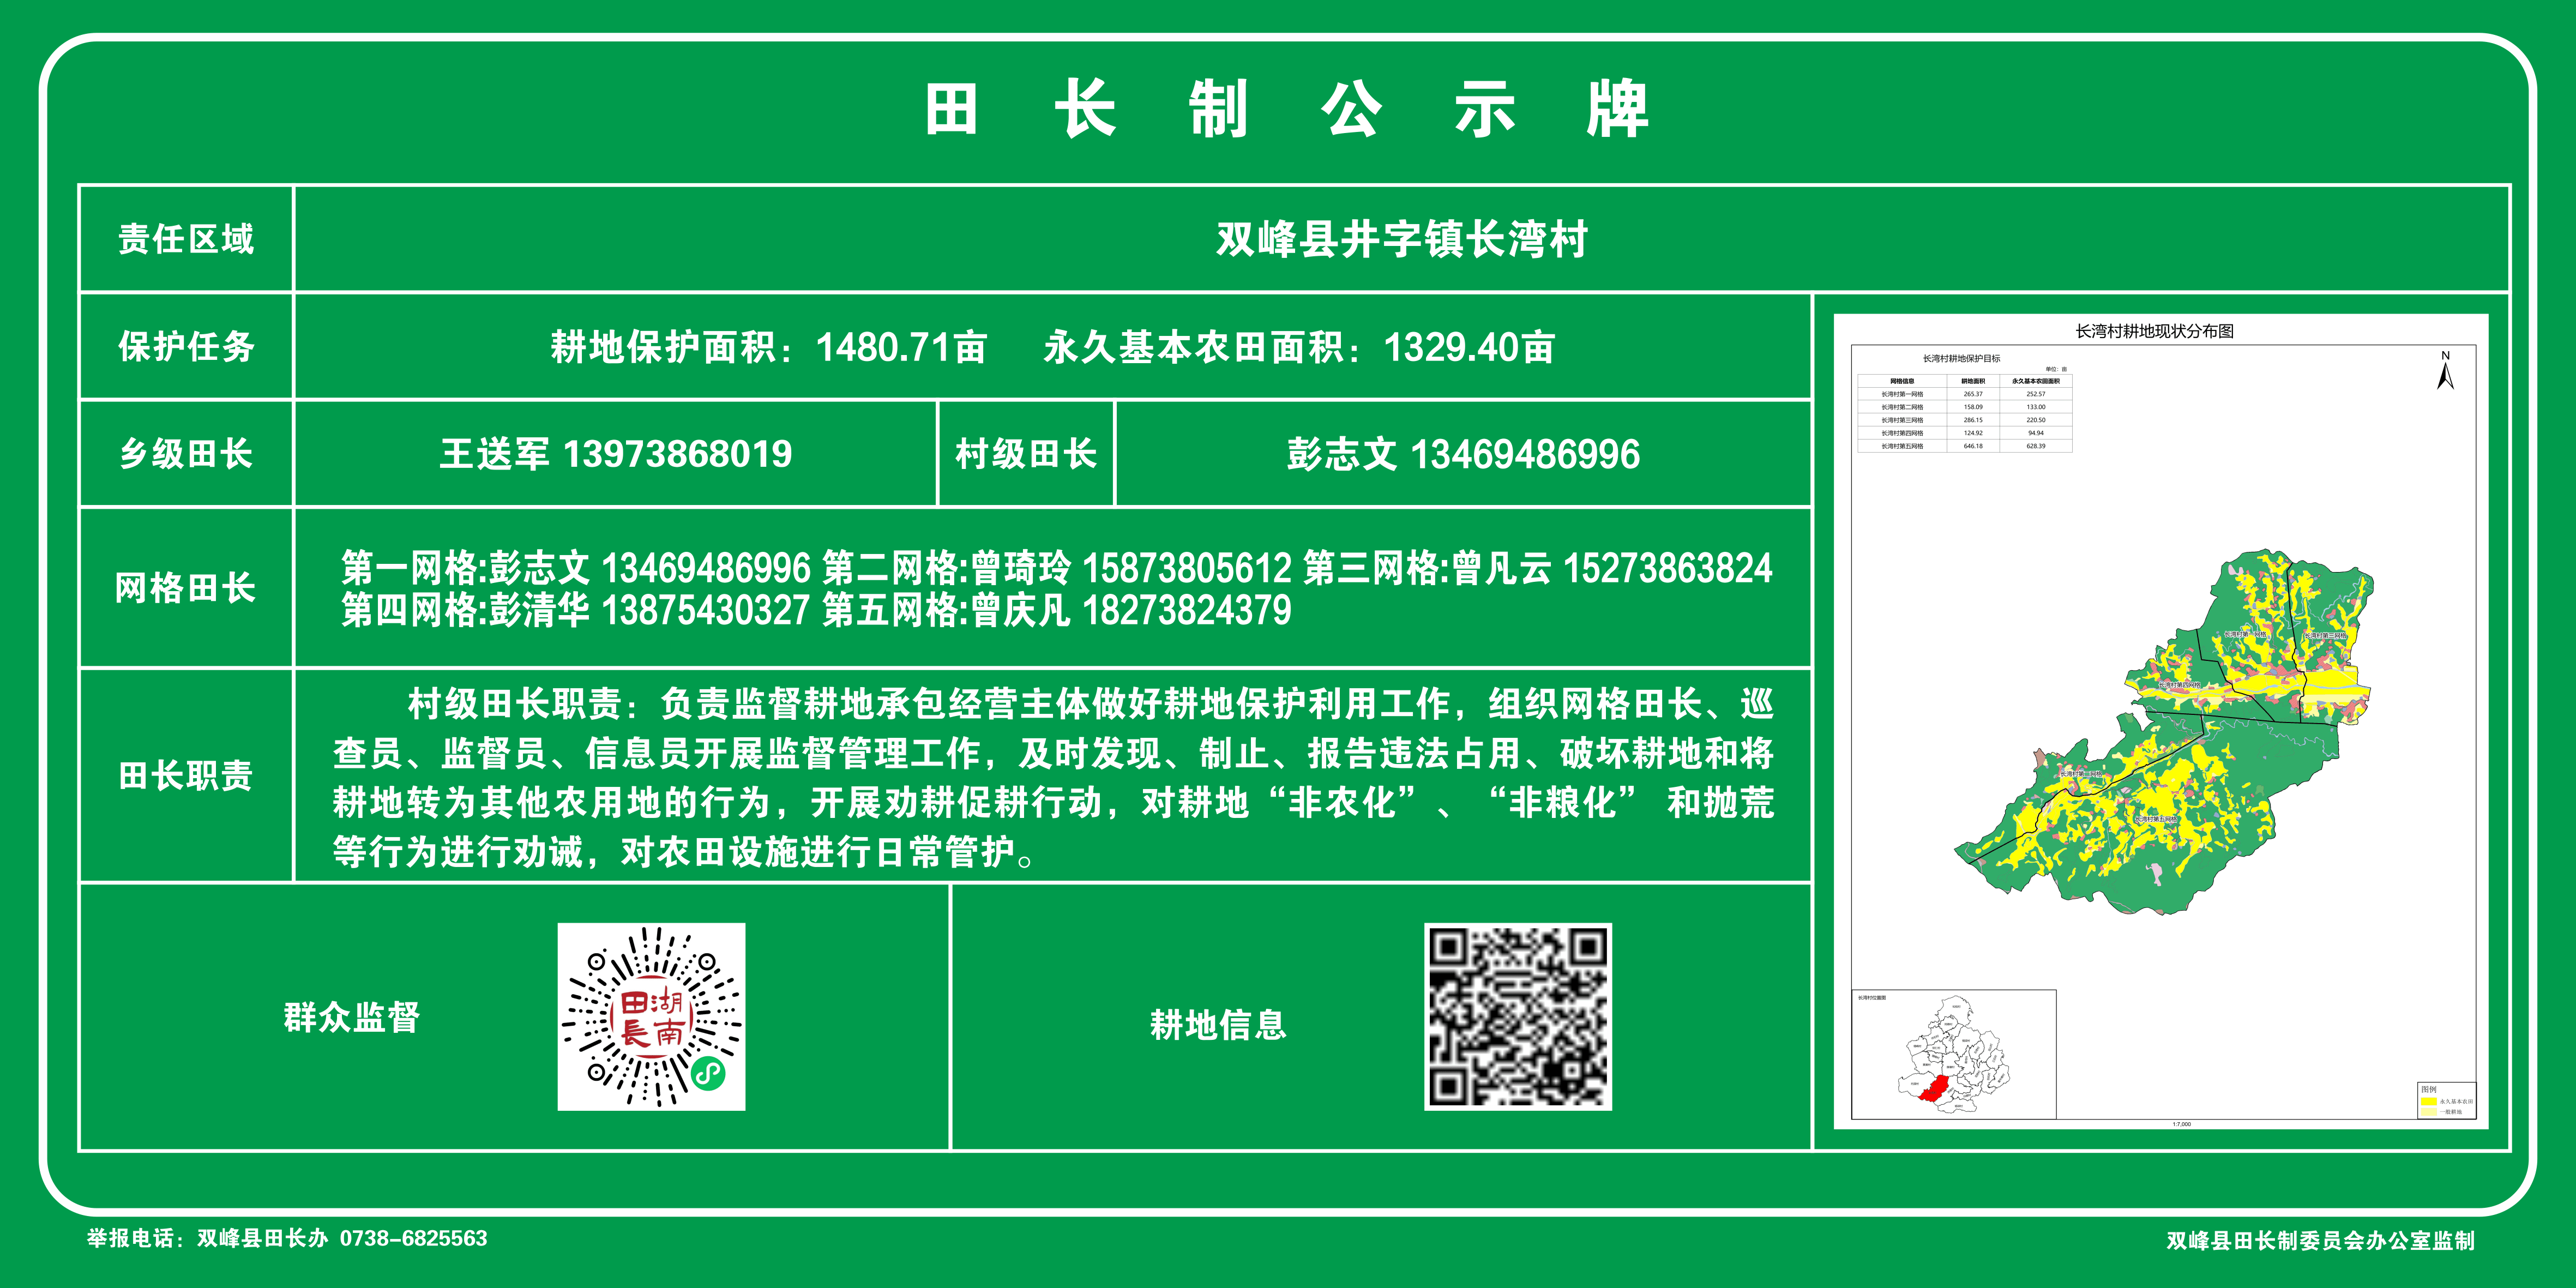 田长制公示牌
责任区域
双峰县井字镇长湾村
保护任务
耕地保护面积：1480.71亩 永久基本农田面积：1329.40亩
乡级田长
王送军 13973868019
村级田长
彭志文 13469486996
网格田长
第一网格:彭志文 13469486996 第二网格:曾琦玲 15873805612 第三网格:曾凡云 15273863824
第四网格:彭清华 13875430327 第五网格:曾庆凡 18273824379
田长职责
村级田长职责：负责监督耕地承包经营主体做好耕地保护利用工作，组织网格田长、巡
查员、监督员、信息员开展监督管理工作，及时发现、制止、报告违法占用、破坏耕地和将
耕地转为其他农用地的行为，开展劝耕促耕行动，对耕地“非农化”、“非粮化” 和抛荒
等行为进行劝诫，对农田设施进行日常管护。
群众监督
湖南
田長
耕地信息
长湾村耕地现状分布图
N
长湾村耕地保护目标
单位：亩
网格信息 耕地面积 永久基本农田面积
长湾村第一网格 265.37 252.57
长湾村第二网格 158.09 133.00
长湾村第三网格 286.15 220.50
长湾村第四网格 124.92 94.94
长湾村第五网格 646.18 628.39
长湾村第一网格
长湾村第三网格
长湾村第四网格
长湾村第五网格
长湾村位置图
图例
永久基本农田
一般耕地
1:7,000
举报电话：双峰县田长办 0738-6825563
双峰县田长制委员会办公室监制